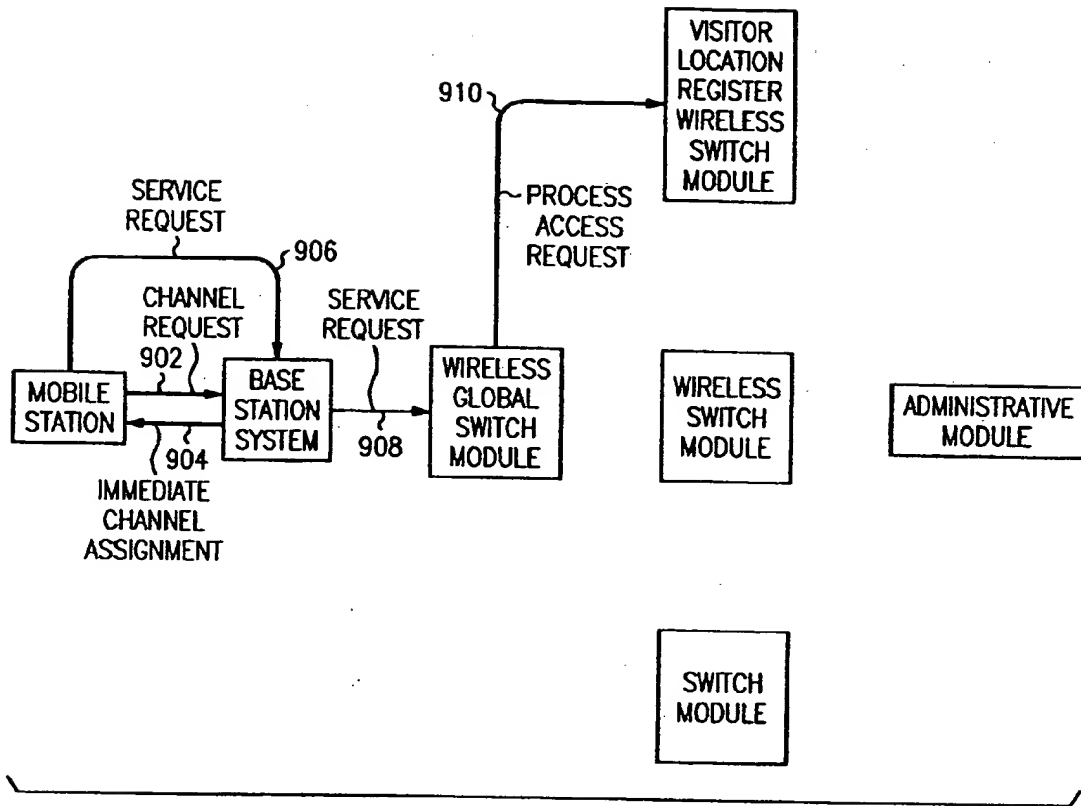 VISITOR
LOCATION
REGISTER
WIRELESS
SWITCH
MODULE
910
PROCESS
ACCESS
REQUEST
SERVICE
REQUEST
906
CHANNEL
REQUEST
902
SERVICE
REQUEST
MOBILE
STATION
BASE
STATION
SYSTEM
WIRELESS
GLOBAL
SWITCH
MODULE
WIRELESS
SWITCH
MODULE
ADMINISTRATIVE
MODULE
904
908
IMMEDIATE
CHANNEL
ASSIGNMENT
SWITCH
MODULE